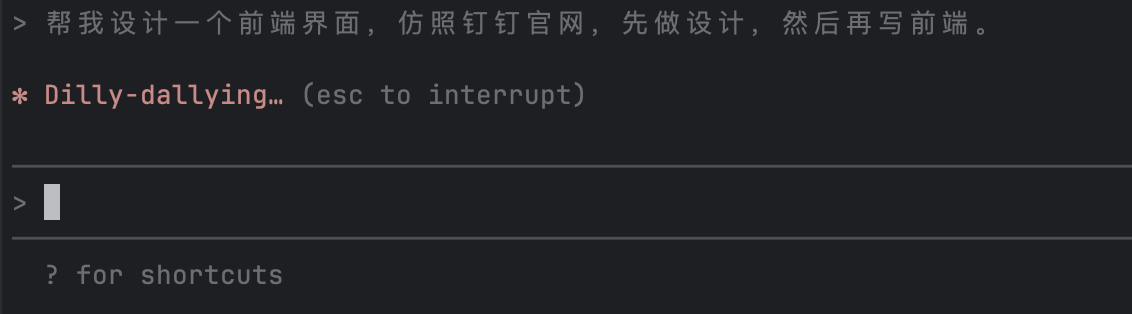 > 帮我设计一个前端界面，仿照钉钉官网，先做设计，然后再写前端。
✻ Dilly-dallying… (esc to interrupt)
>
? for shortcuts